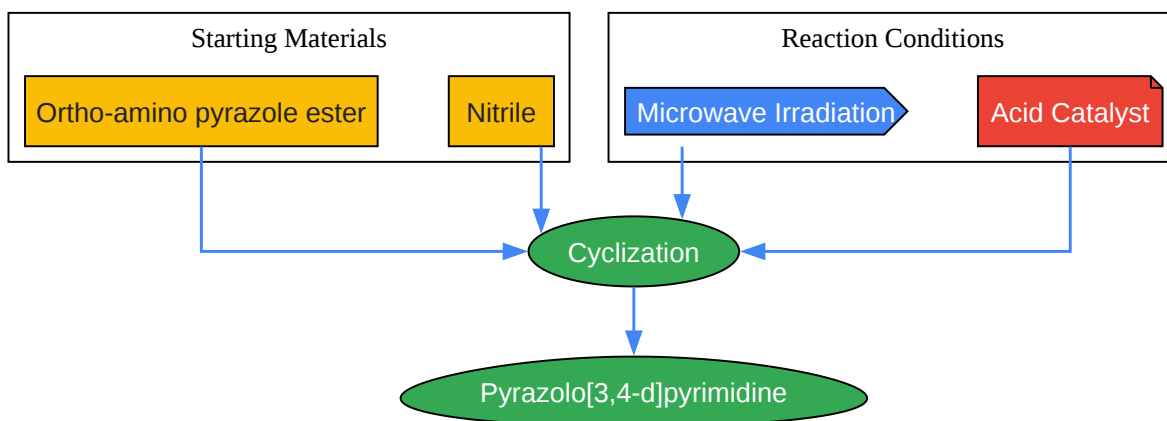 Starting Materials
Reaction Conditions
Ortho-amino pyrazole ester
Nitrile
Microwave Irradiation
Acid Catalyst
Cyclization
Pyrazolo[3,4-d]pyrimidine